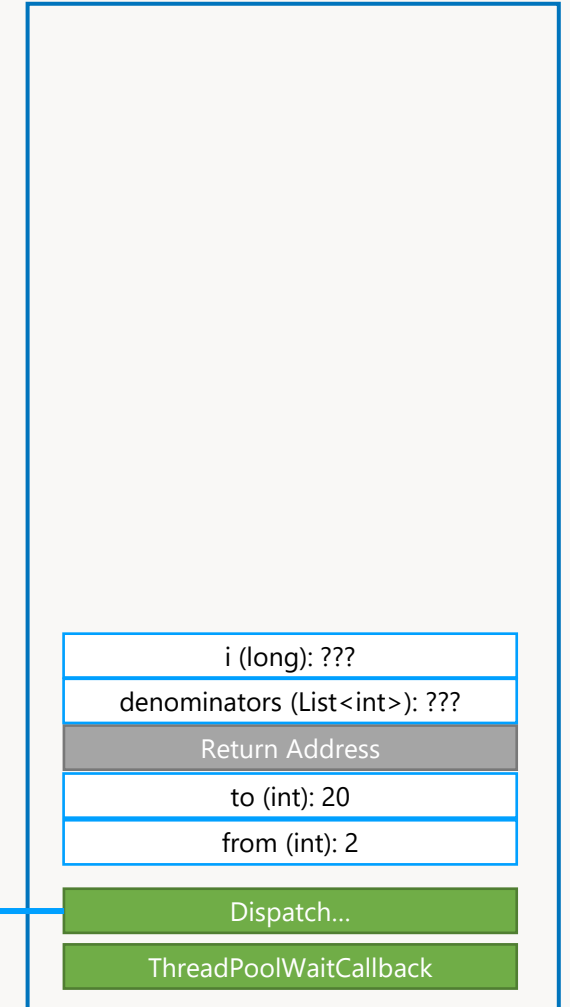 i (long): ???
denominators (List<int>): ???
Return Address
to (int): 20
from (int): 2
Dispatch...
ThreadPoolWaitCallback